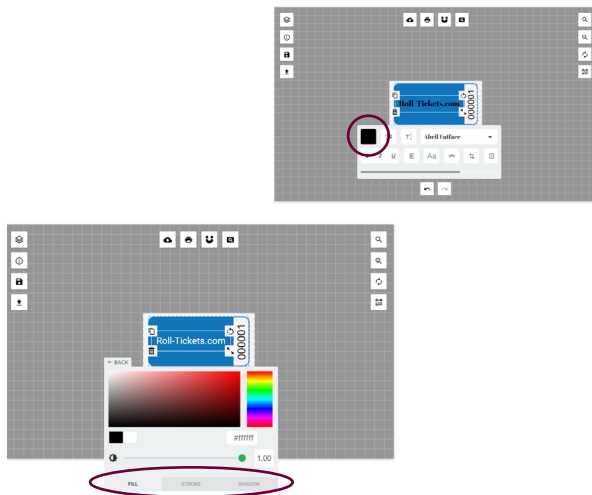 Roll-Tickets.com
000001
T
Abril Fatface
I U Aa
Roll-Tickets.com
000001
BACK
#ffffff
1.00
FILL STROKE SHADOW